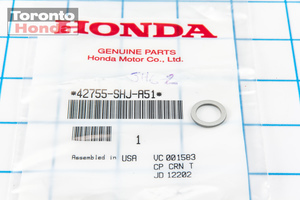 Toronto
Honda
HONDA
GENUINE PARTS
Honda Motor Co., Ltd.
*42755-SHJ-A51*
1
Assembled in USA VC 001583
CP CRN T
JD 12202